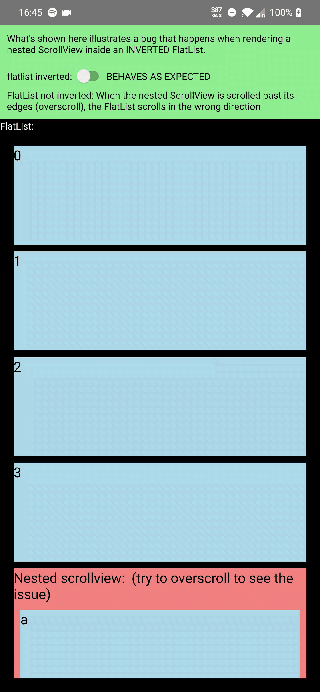 16:45
387
100%
What's shown here illustrates a bug that happens when rendering a
nested ScrollView inside an INVERTED FlatList.
flatlist inverted: BEHAVES AS EXPECTED
FlatList not inverted: When the nested ScrollView is scrolled past its
edges (overscroll), the FlatList scrolls in the wrong direction
FlatList:
0
1
2
3
Nested scrollview: (try to overscroll to see the
issue)
a